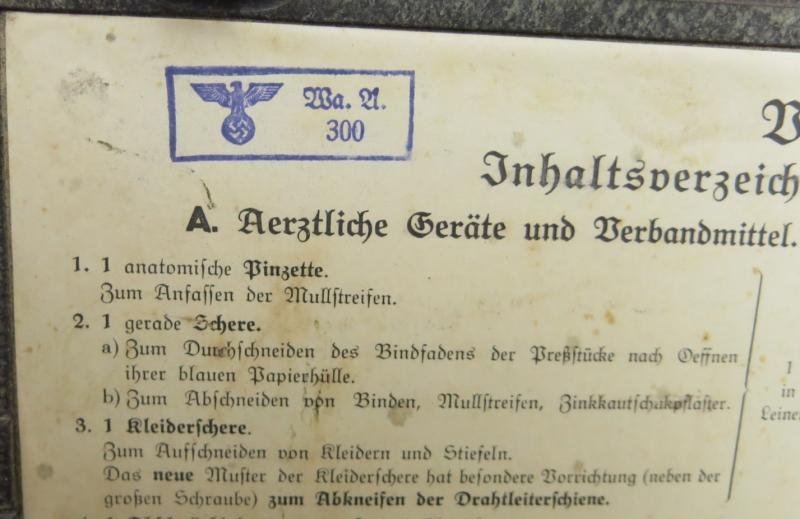 Wa. A.
300
Inhaltsverzeich
A. Aerztliche Geräte und Verbandmittel.
1. 1 anatomische Pinzette.
Zum Anfassen der Mullstreifen.
2. 1 gerade Schere.
a) Zum Durchschneiden des Bindfadens der Preßstücke nach Oeffnen
ihrer blauen Papierhülle.
b) Zum Abschneiden von Binden, Mullstreifen, Zinkkautschukpflaster.
3. 1 Kleiderschere.
Zum Aufschneiden von Kleidern und Stiefeln.
Das neue Muster der Kleiderschere hat besondere Vorrichtung (neben der
großen Schraube) zum Abkneifen der Drahtleiterschiene.
1
in
Leine